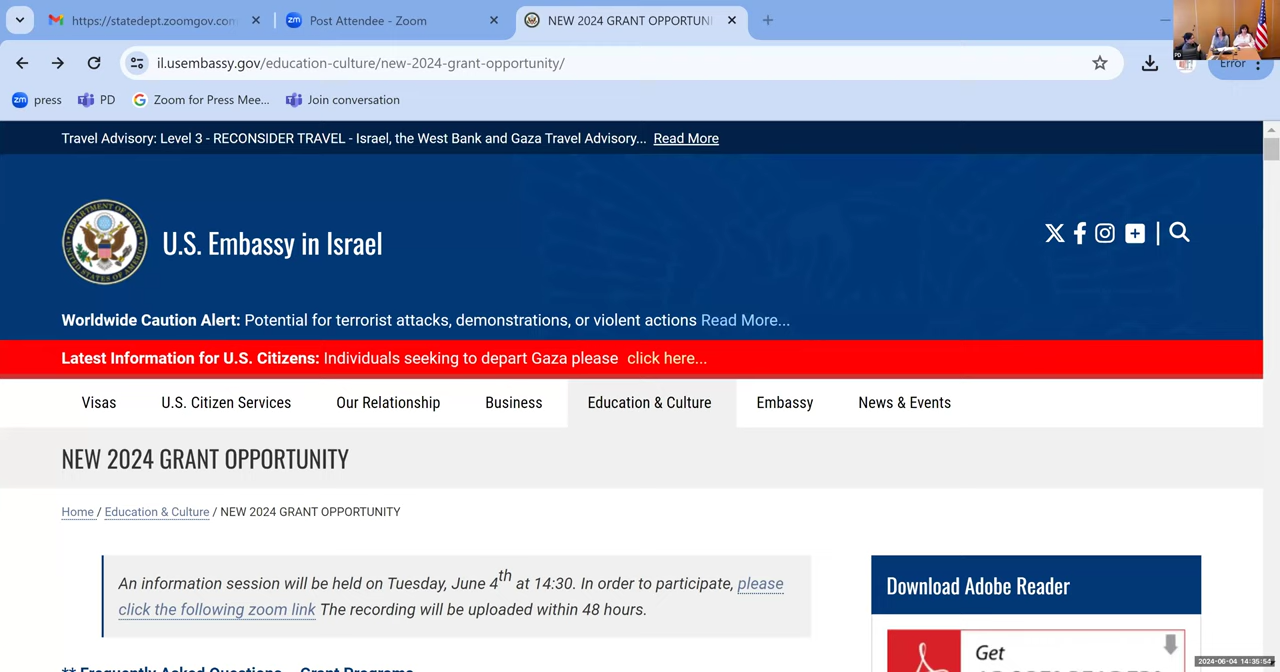 https://statedept.zoomgov.com
Post Attendee - Zoom
NEW 2024 GRANT OPPORTUNI
il.usembassy.gov/education-culture/new-2024-grant-opportunity/
Error
zm press
PD
Zoom for Press Mee...
Join conversation
PD
Travel Advisory: Level 3 - RECONSIDER TRAVEL - Israel, the West Bank and Gaza Travel Advisory... Read More
U.S. Embassy in Israel
Worldwide Caution Alert: Potential for terrorist attacks, demonstrations, or violent actions Read More...
Latest Information for U.S. Citizens: Individuals seeking to depart Gaza please click here...
Visas U.S. Citizen Services Our Relationship Business Education & Culture Embassy News & Events
NEW 2024 GRANT OPPORTUNITY
Home / Education & Culture / NEW 2024 GRANT OPPORTUNITY
An information session will be held on Tuesday, June 4th at 14:30. In order to participate, please
click the following zoom link The recording will be uploaded within 48 hours.
** Frequently Asked Questions – Grant Programs
Download Adobe Reader
Get
2024-06-04 14:35:54